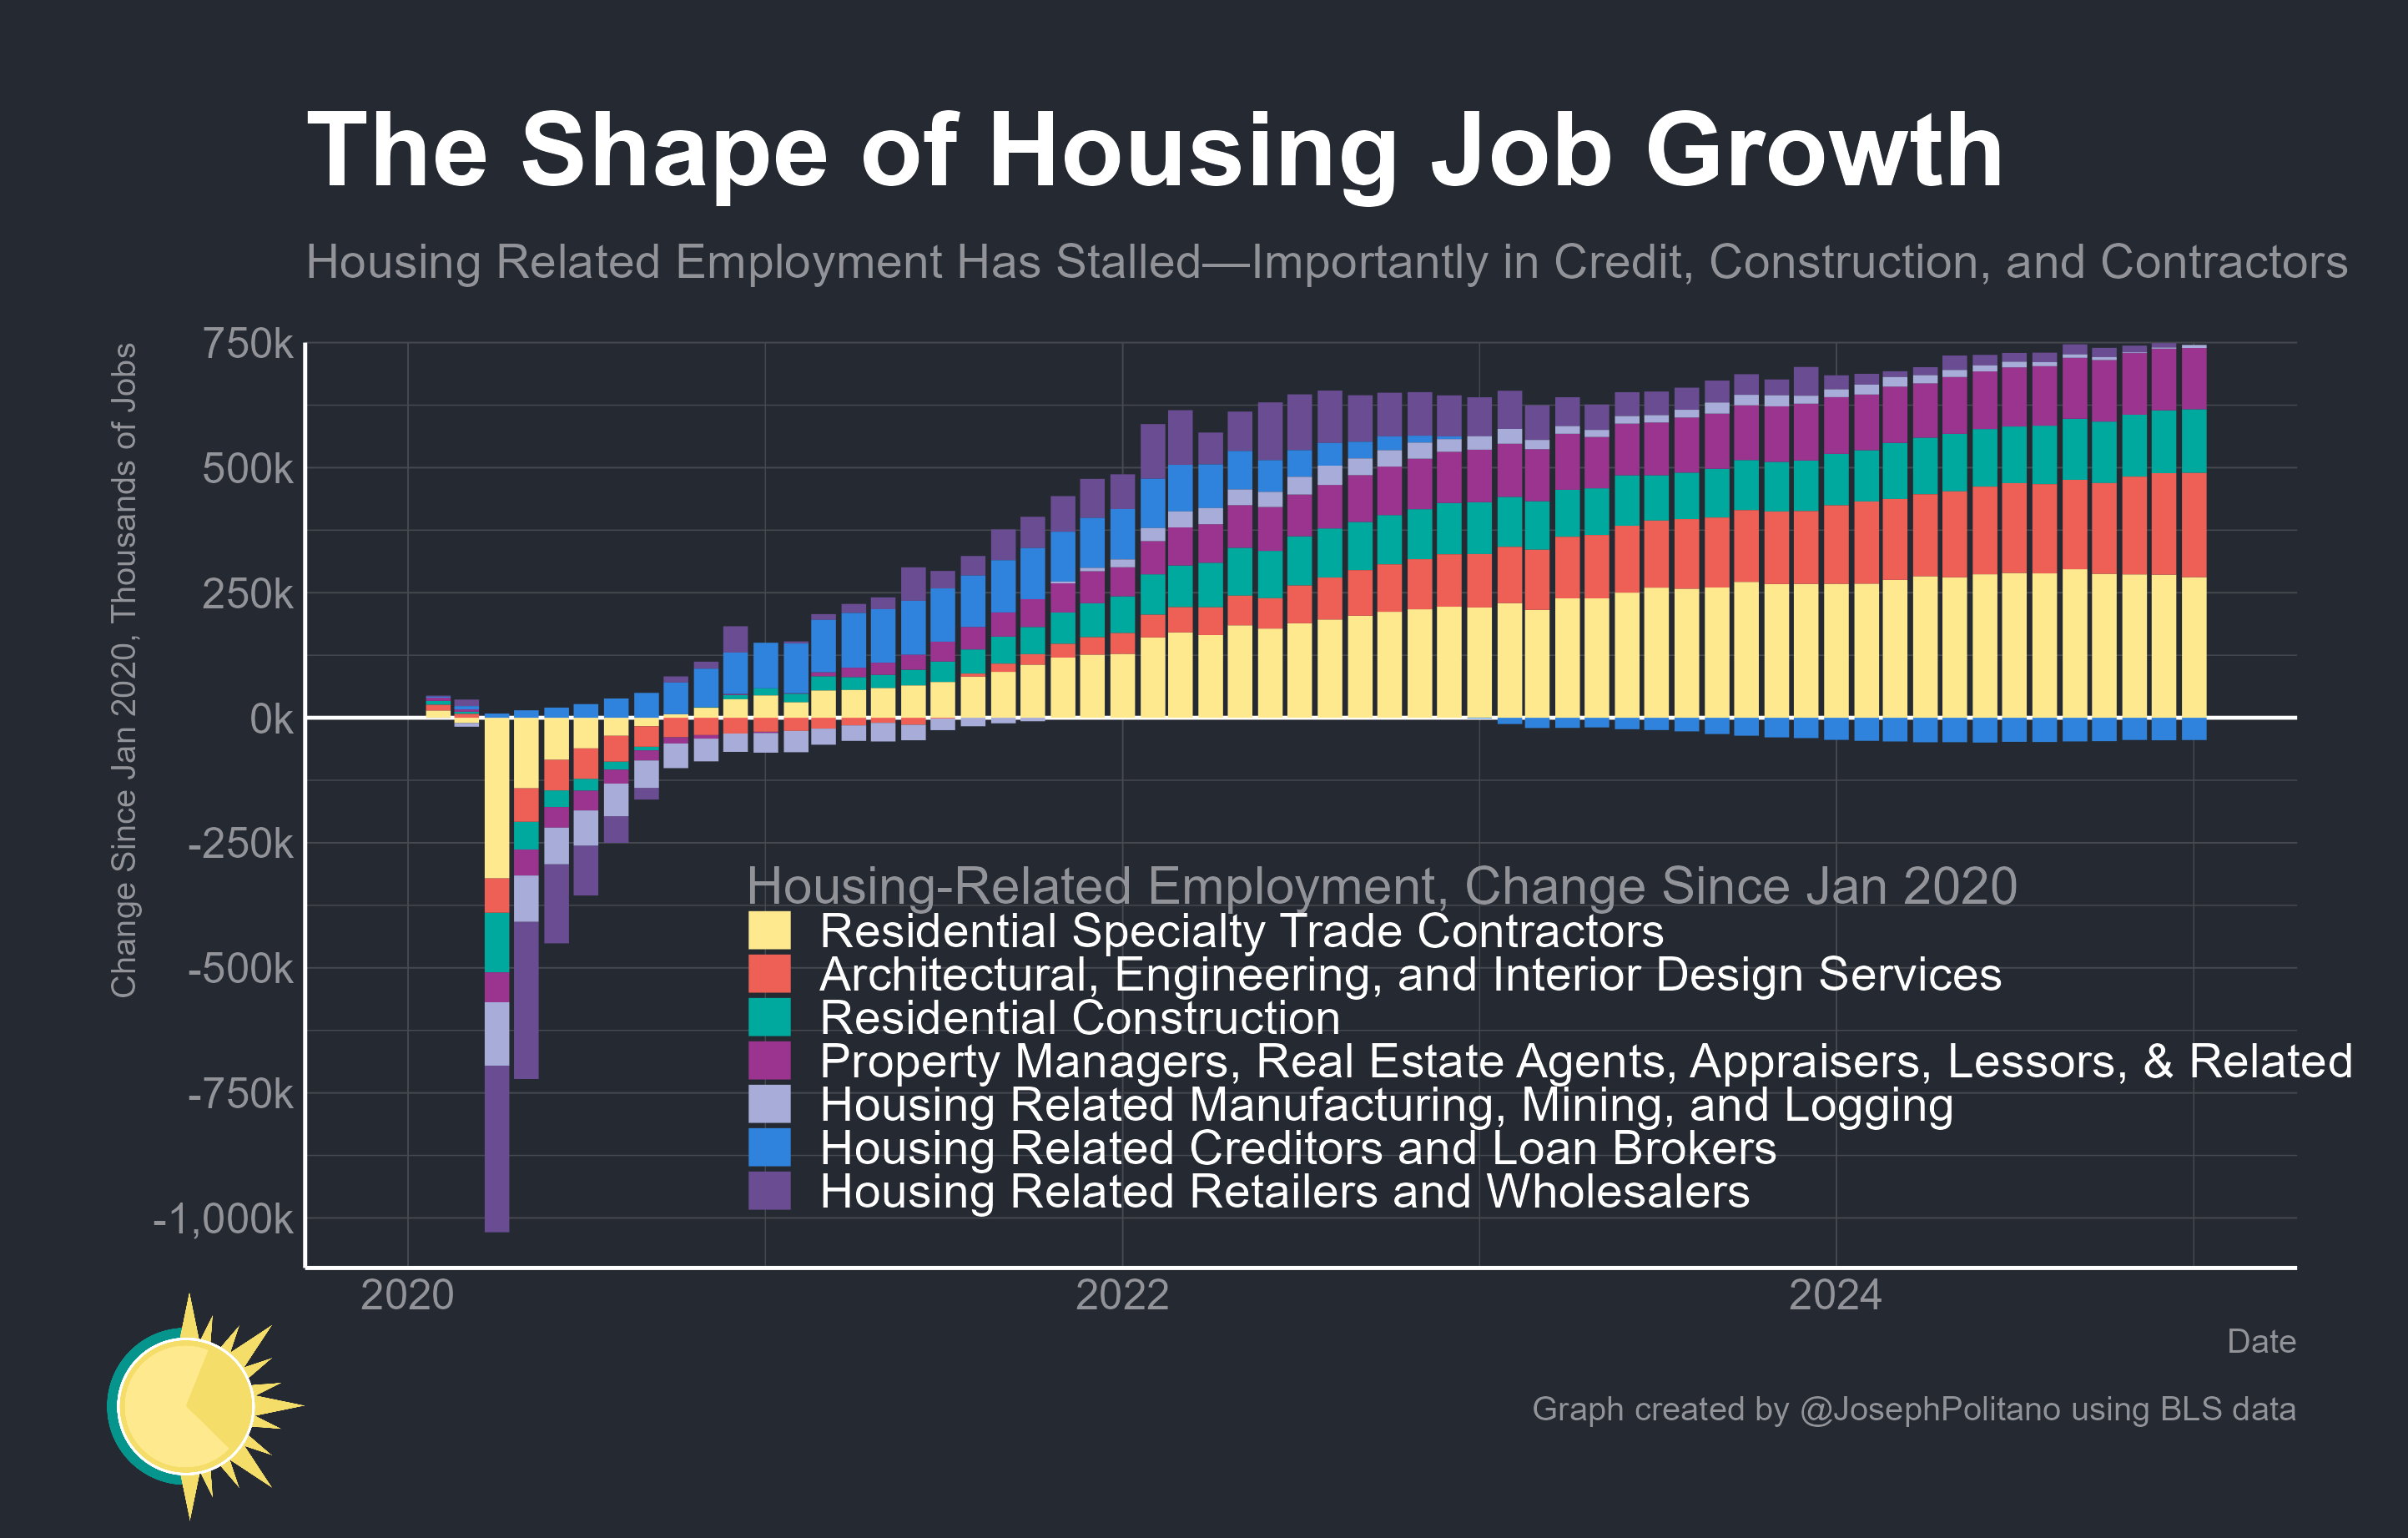 The Shape of Housing Job Growth
Housing Related Employment Has Stalled—Importantly in Credit, Construction, and Contractors
Change Since Jan 2020, Thousands of Jobs
750k
500k
250k
0k
-250k
-500k
-750k
-1,000k
Housing-Related Employment, Change Since Jan 2020
Residential Specialty Trade Contractors
Architectural, Engineering, and Interior Design Services
Residential Construction
Property Managers, Real Estate Agents, Appraisers, Lessors, & Related
Housing Related Manufacturing, Mining, and Logging
Housing Related Creditors and Loan Brokers
Housing Related Retailers and Wholesalers
2020
2022
2024
Date
Graph created by @JosephPolitano using BLS data